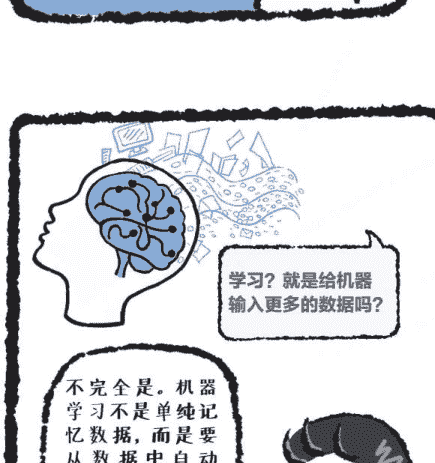 学习？就是给机器
输入更多的数据吗？
不完全是。机器
学习不是单纯记
忆数据，而是要
从数据中自动